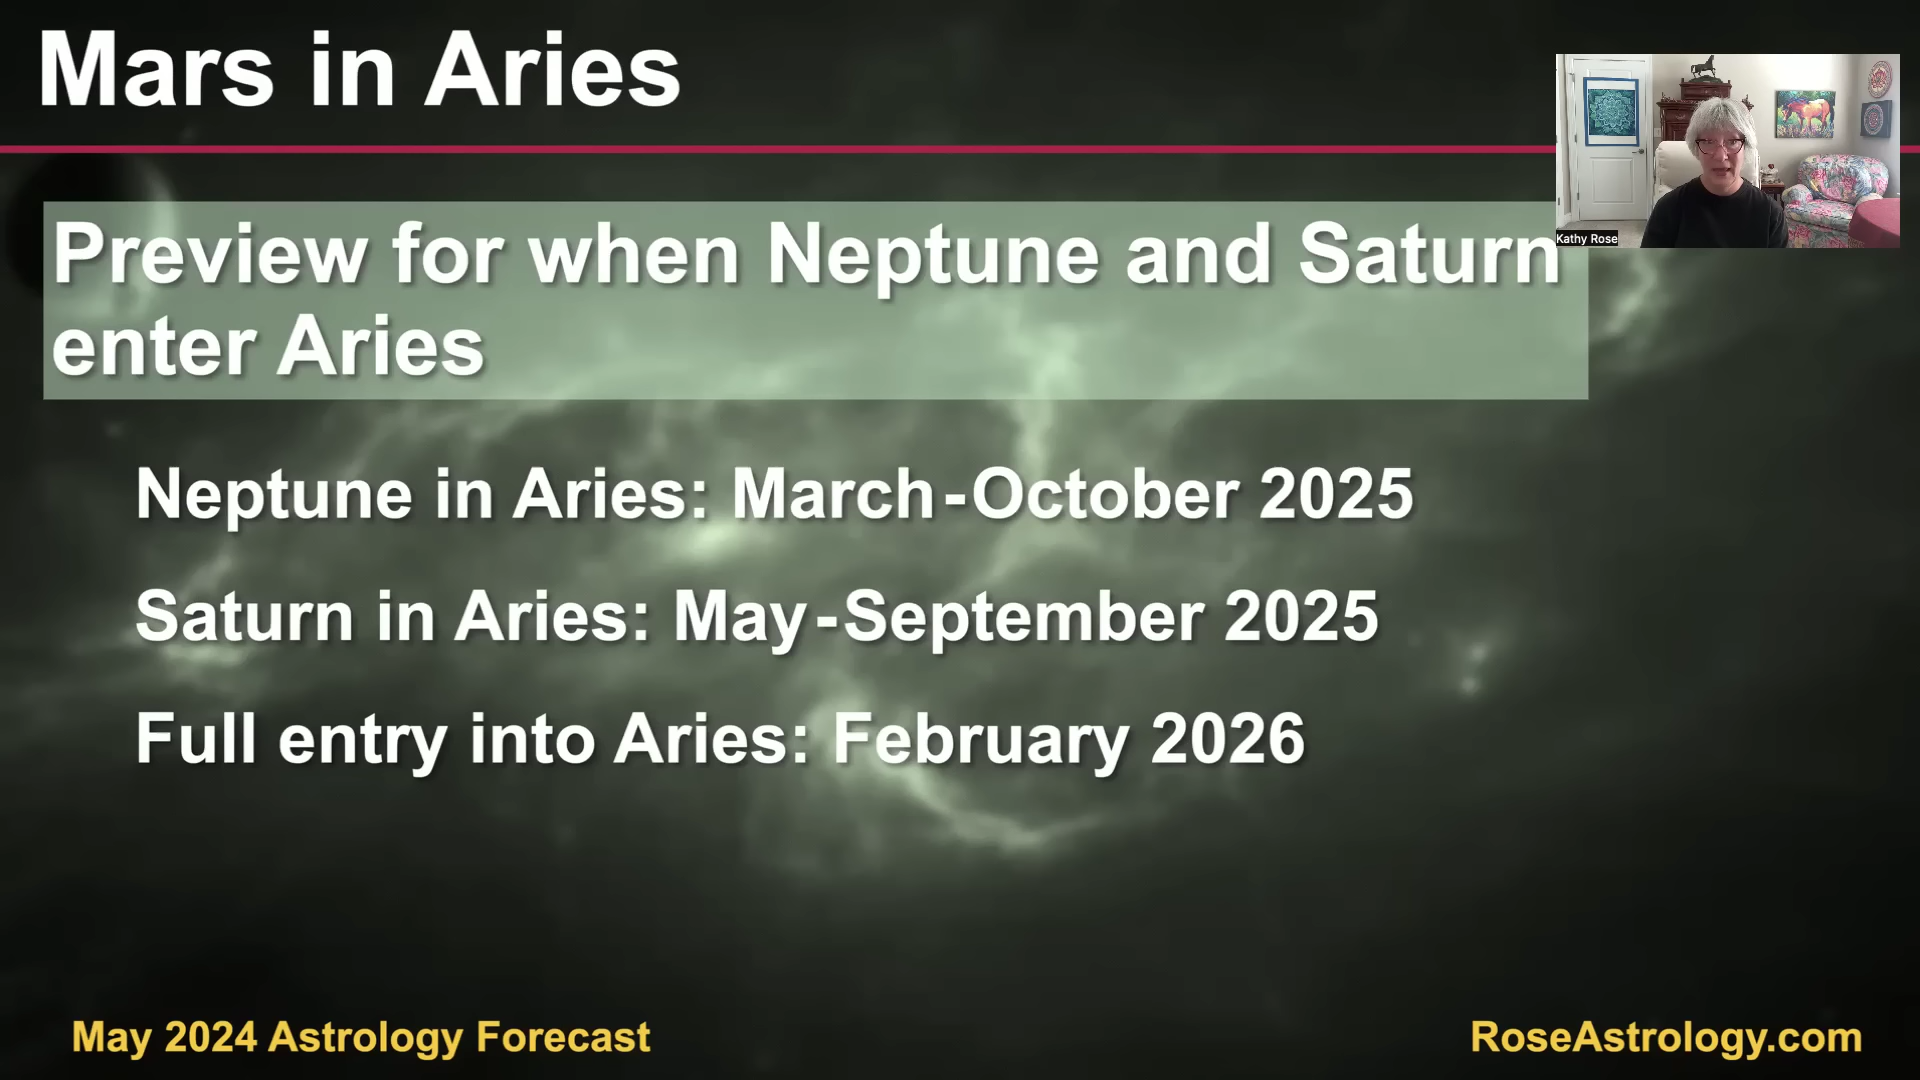 Mars in Aries
Kathy Rose
Preview for when Neptune and Saturn
enter Aries
Neptune in Aries: March-October 2025
Saturn in Aries: May-September 2025
Full entry into Aries: February 2026
May 2024 Astrology Forecast
RoseAstrology.com